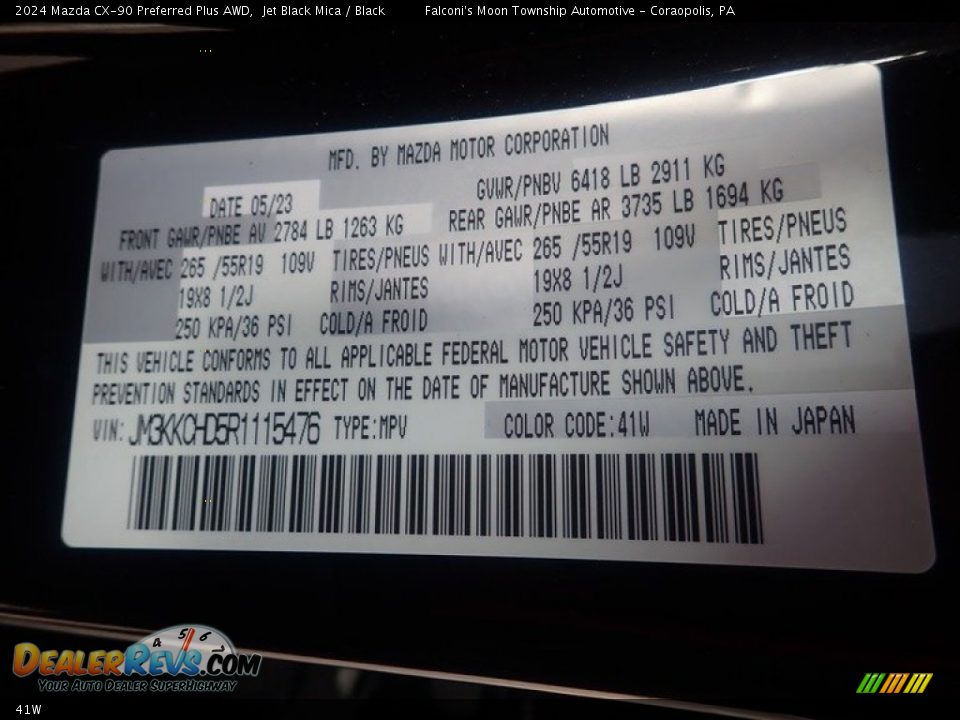 2024 Mazda CX-90 Preferred Plus AWD, Jet Black Mica / Black Falconi's Moon Township Automotive - Coraopolis, PA
MFD. BY MAZDA MOTOR CORPORATION
DATE 05/23 GVWR/PNBV 6418 LB 2911 KG
FRONT GAWR/PNBE AV 2784 LB 1263 KG REAR GAWR/PNBE AR 3735 LB 1694 KG
WITH/AVEC 265 /55R19 109V TIRES/PNEUS WITH/AVEC 265 /55R19 109V TIRES/PNEUS
19X8 1/2J RIMS/JANTES 19X8 1/2J RIMS/JANTES
250 KPA/36 PSI COLD/A FROID 250 KPA/36 PSI COLD/A FROID
THIS VEHICLE CONFORMS TO ALL APPLICABLE FEDERAL MOTOR VEHICLE SAFETY AND THEFT
PREVENTION STANDARDS IN EFFECT ON THE DATE OF MANUFACTURE SHOWN ABOVE.
VIN: JM3KKCHD5R1115476 TYPE:MPV COLOR CODE:41W MADE IN JAPAN
4 5 6 7
DEALERREVS.COM
YOUR AUTO DEALER SUPERHIGHWAY
41W